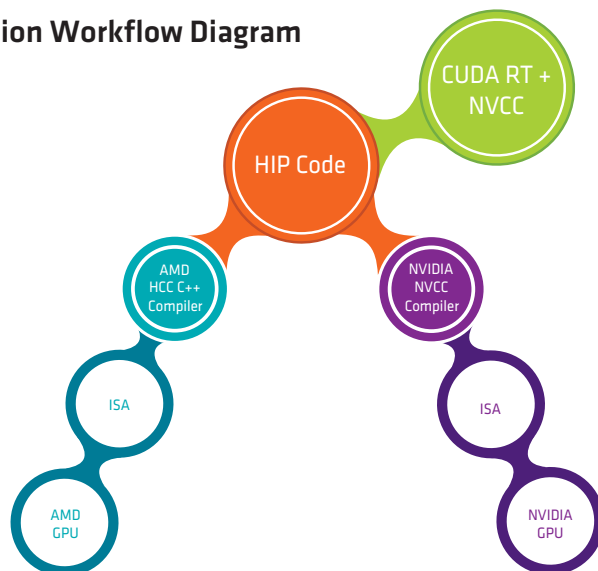 ion Workflow Diagram
CUDA RT +
NVCC
HIP Code
AMD
HCC C++
Compiler
NVIDIA
NVCC
Compiler
ISA
ISA
AMD
GPU
NVIDIA
GPU